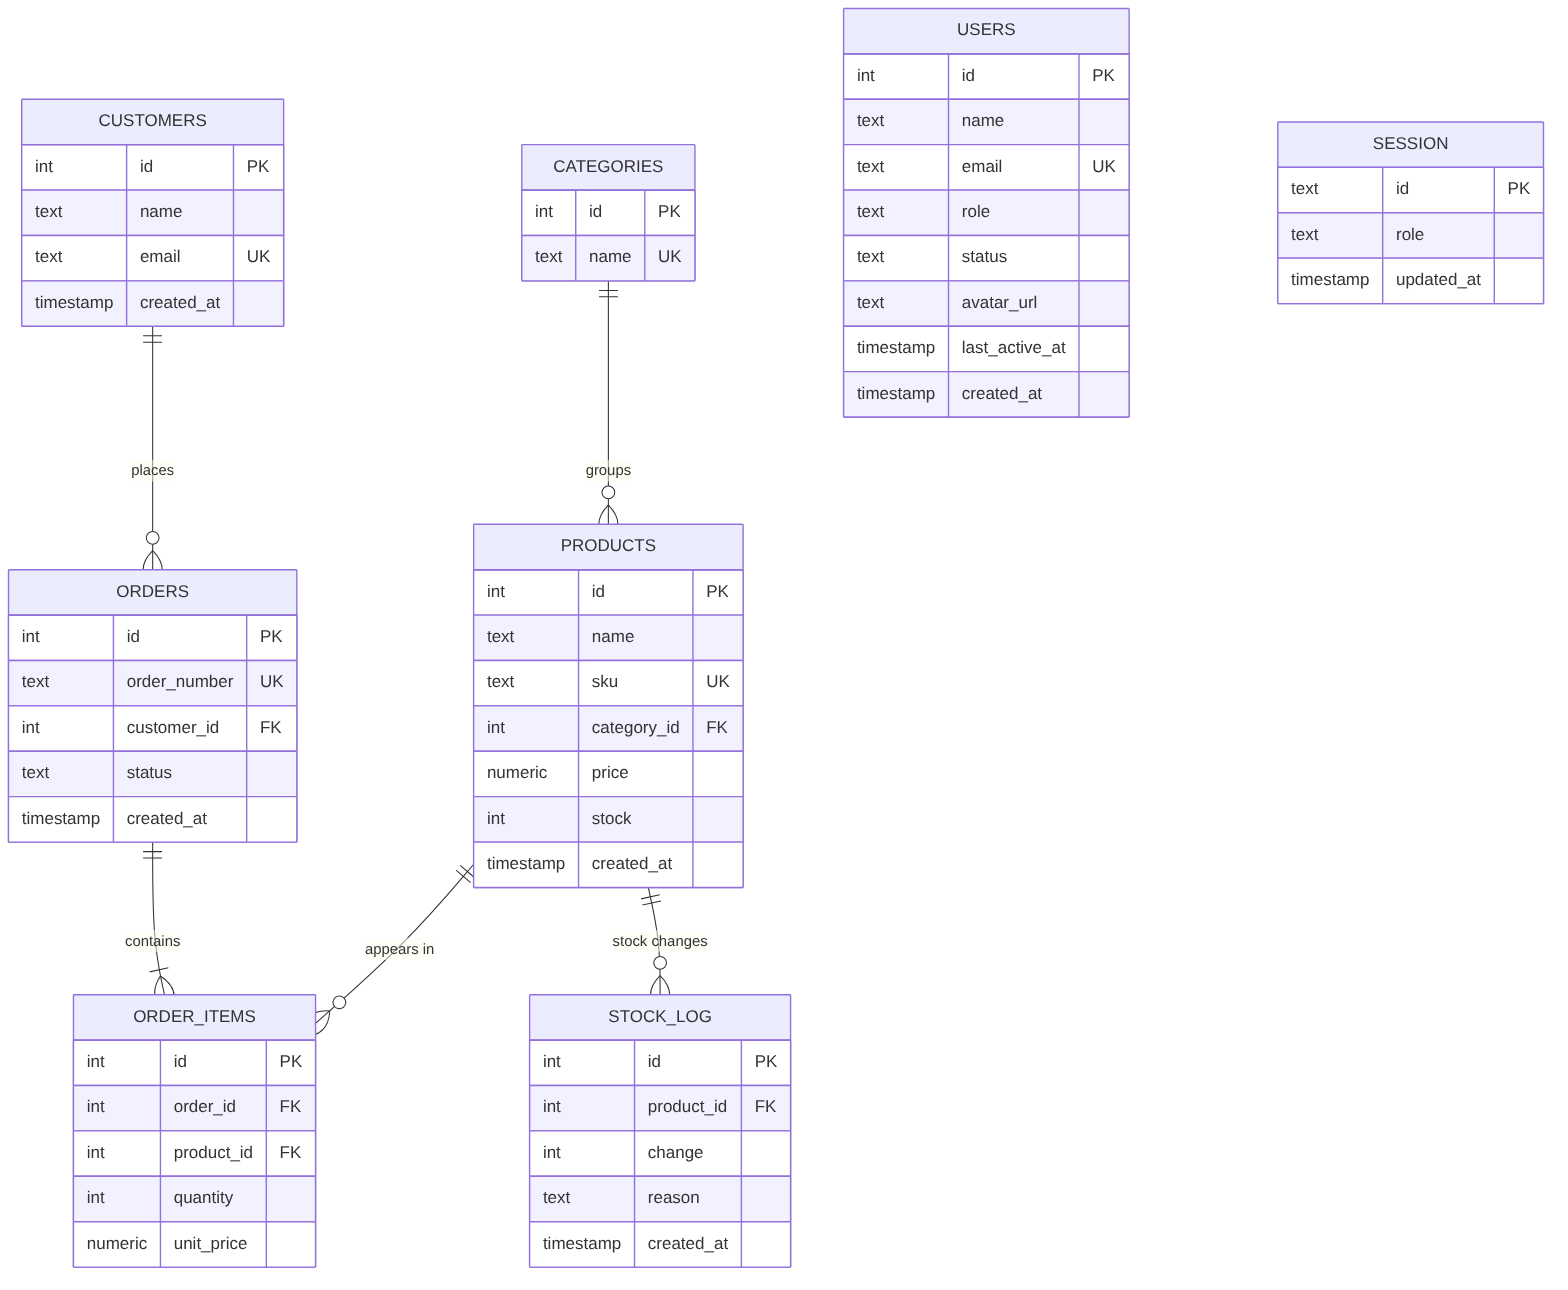 CUSTOMERS
int id PK
text name
text email UK
timestamp created_at
CATEGORIES
int id PK
text name UK
USERS
int id PK
text name
text email UK
text role
text status
text avatar_url
timestamp last_active_at
timestamp created_at
SESSION
text id PK
text role
timestamp updated_at
places
groups
ORDERS
int id PK
text order_number UK
int customer_id FK
text status
timestamp created_at
PRODUCTS
int id PK
text name
text sku UK
int category_id FK
numeric price
int stock
timestamp created_at
contains
appears in
stock changes
ORDER_ITEMS
int id PK
int order_id FK
int product_id FK
int quantity
numeric unit_price
STOCK_LOG
int id PK
int product_id FK
int change
text reason
timestamp created_at